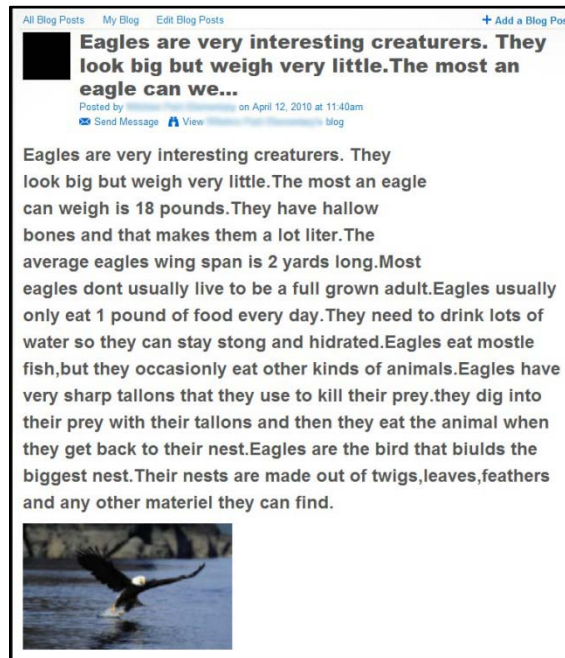 All Blog Posts My Blog Edit Blog Posts + Add a Blog Pos
Eagles are very interesting creaturers. They
look big but weigh very little.The most an
eagle can we...
Posted by on April 12, 2010 at 11:40am
Send Message View blog
Eagles are very interesting creaturers. They
look big but weigh very little.The most an eagle
can weigh is 18 pounds.They have hallow
bones and that makes them a lot liter.The
average eagles wing span is 2 yards long.Most
eagles dont usually live to be a full grown adult.Eagles usually
only eat 1 pound of food every day.They need to drink lots of
water so they can stay stong and hidrated.Eagles eat mostle
fish,but they occasionly eat other kinds of animals.Eagles have
very sharp tallons that they use to kill their prey.they dig into
their prey with their tallons and then they eat the animal when
they get back to their nest.Eagles are the bird that biulds the
biggest nest.Their nests are made out of twigs,leaves,feathers
and any other materiel they can find.